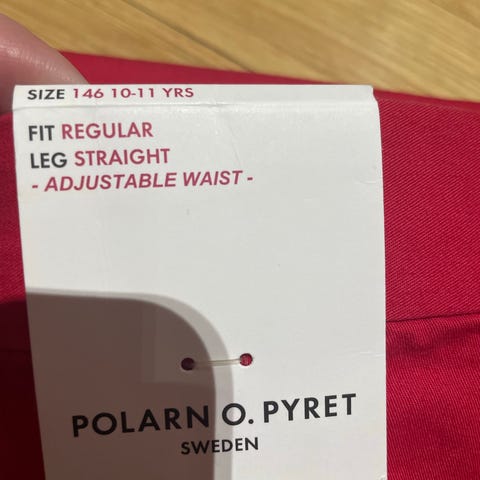 SIZE 146 10-11 YRS
FIT REGULAR
LEG STRAIGHT
- ADJUSTABLE WAIST -
POLARN O. PYRET
SWEDEN